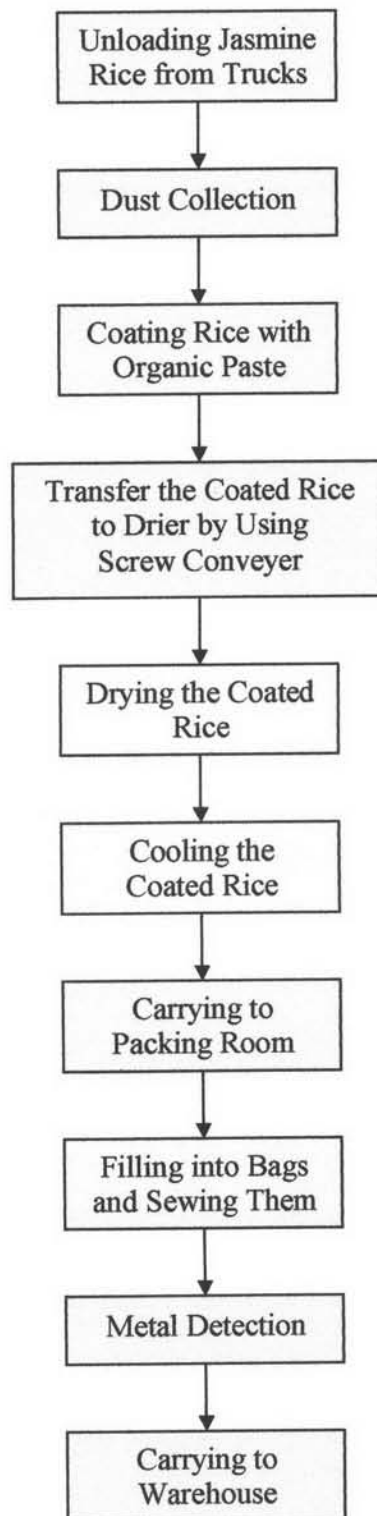 Unloading Jasmine
Rice from Trucks
Dust Collection
Coating Rice with
Organic Paste
Transfer the Coated Rice
to Drier by Using
Screw Conveyer
Drying the Coated
Rice
Cooling the
Coated Rice
Carrying to
Packing Room
Filling into Bags
and Sewing Them
Metal Detection
Carrying to
Warehouse